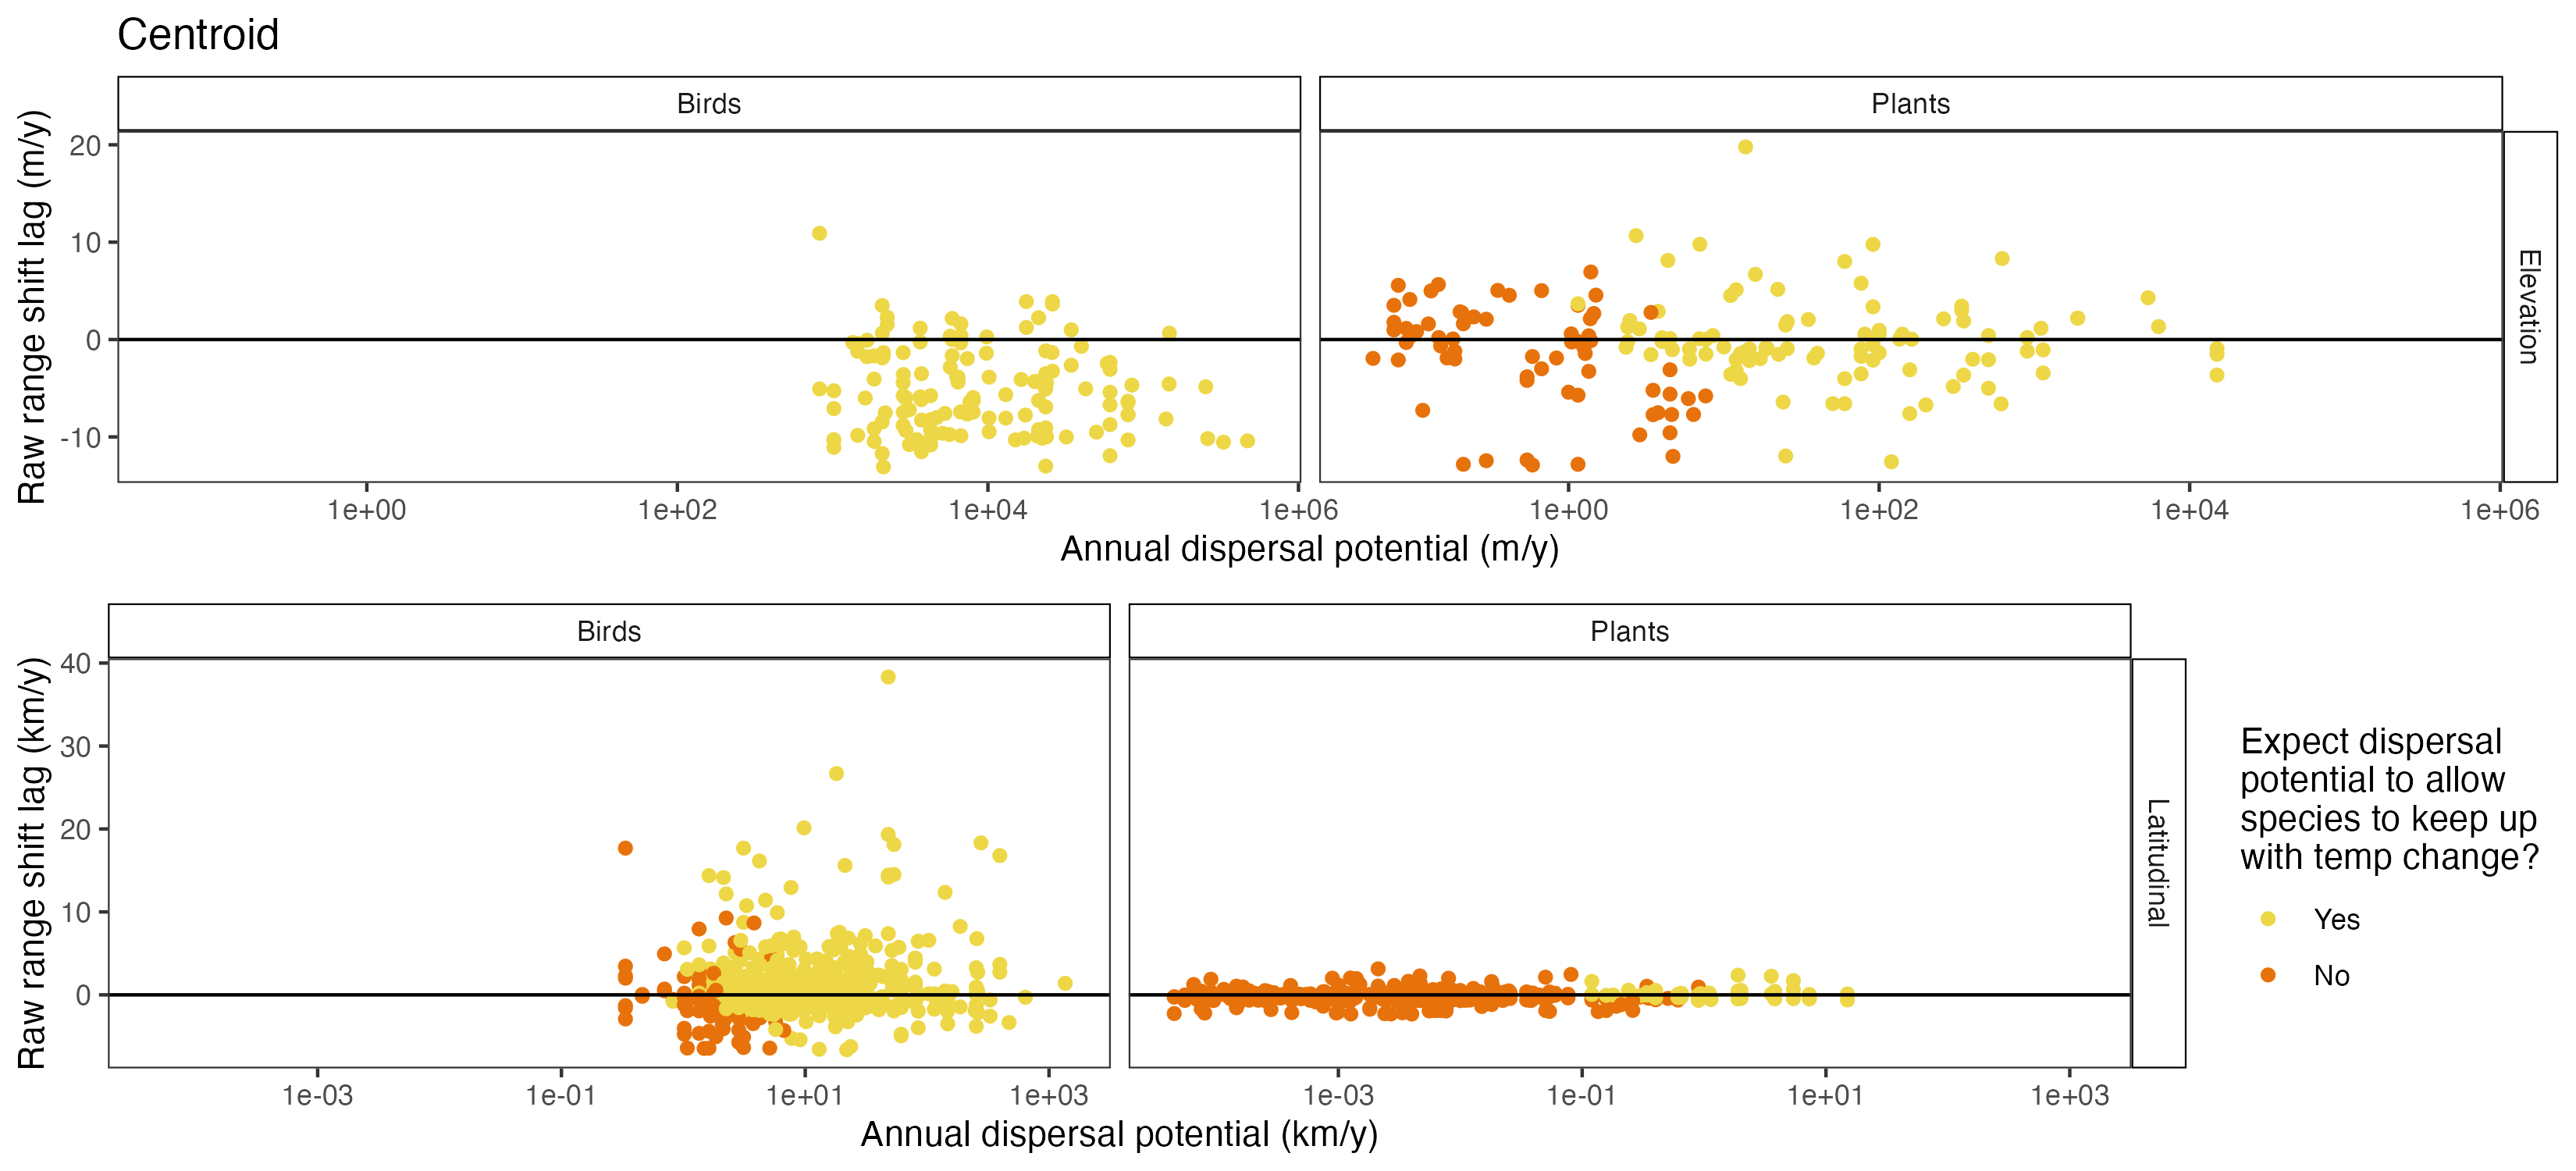 Centroid
Birds
Plants
Raw range shift lag (m/y)
20
10
0
-10
Elevation
1e+00
1e+02
1e+04
1e+06
1e+00
1e+02
1e+04
1e+06
Annual dispersal potential (m/y)
Birds
Plants
Raw range shift lag (km/y)
40
30
20
10
0
Latitudinal
1e-03
1e-01
1e+01
1e+03
1e-03
1e-01
1e+01
1e+03
Annual dispersal potential (km/y)
Expect dispersal
potential to allow
species to keep up
with temp change?
Yes
No